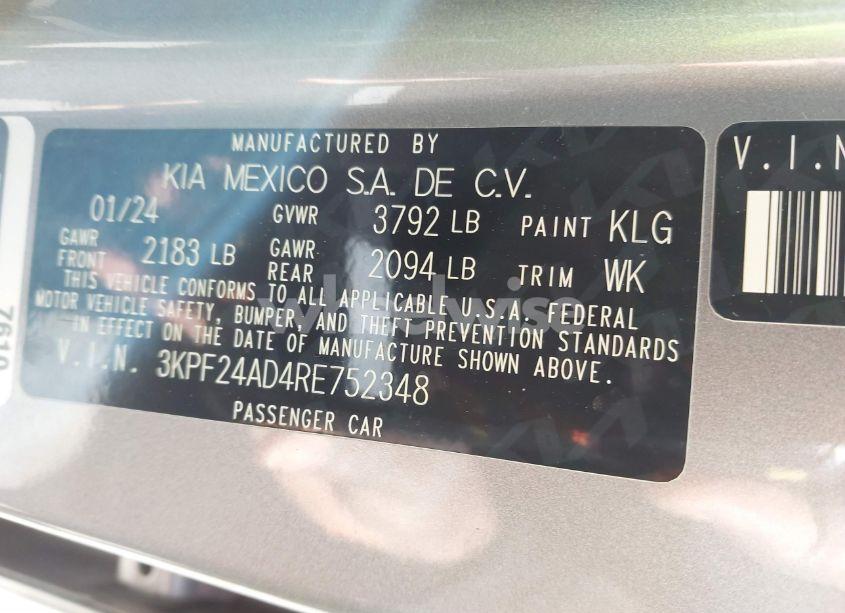 MANUFACTURED BY
KIA MEXICO S.A. DE C.V.
01/24 GVWR 3792 LB PAINT KLG
GAWR FRONT 2183 LB GAWR REAR 2094 LB TRIM WK
THIS VEHICLE CONFORMS TO ALL APPLICABLE U.S.A. FEDERAL
MOTOR VEHICLE SAFETY, BUMPER, AND THEFT PREVENTION STANDARDS
IN EFFECT ON THE DATE OF MANUFACTURE SHOWN ABOVE.
V.I.N. 3KPF24AD4RE752348
PASSENGER CAR
V.I.N